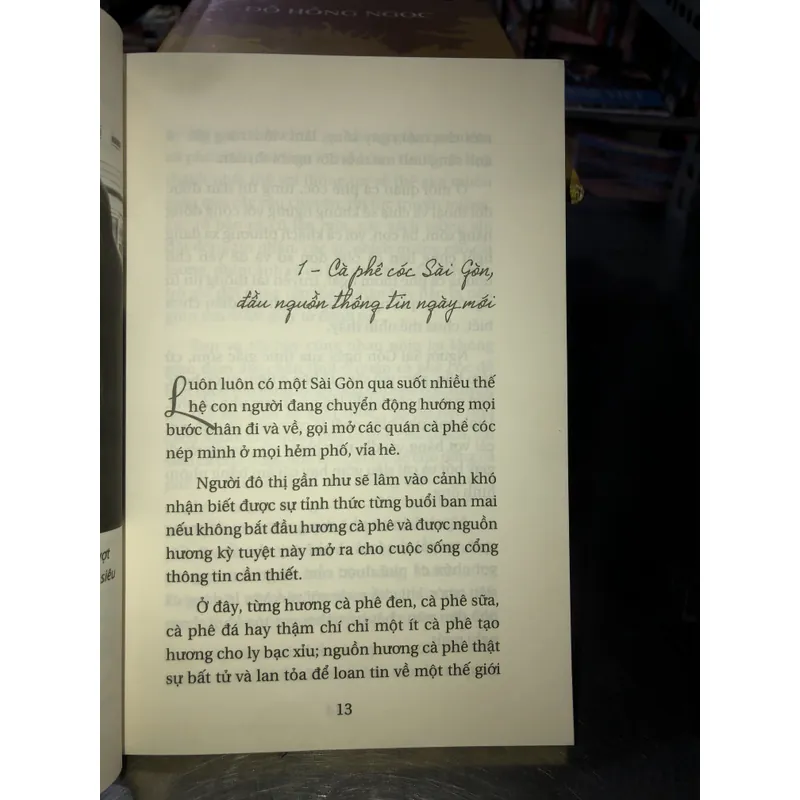 ĐỖ HỒNG NGỌC
1 - Cà phê cóc Sài Gòn,
đầu nguồn thông tin ngày mới
Luôn luôn có một Sài Gòn qua suốt nhiều thế
hệ con người đang chuyển động hướng mọi
bước chân đi và về, gọi mở các quán cà phê cóc
nép mình ở mọi hẻm phố, vỉa hè.
Người đô thị gần như sẽ lâm vào cảnh khó
nhận biết được sự tỉnh thức từng buổi ban mai
nếu không bắt đầu hương cà phê và được nguồn
hương kỳ tuyệt này mở ra cho cuộc sống cổng
thông tin cần thiết.
Ở đây, từng hương cà phê đen, cà phê sữa,
cà phê đá hay thậm chí chỉ một ít cà phê tạo
hương cho ly bạc xỉu; nguồn hương cà phê thật
sự bất tử và lan tỏa để loan tin về một thế giới
13
siêu